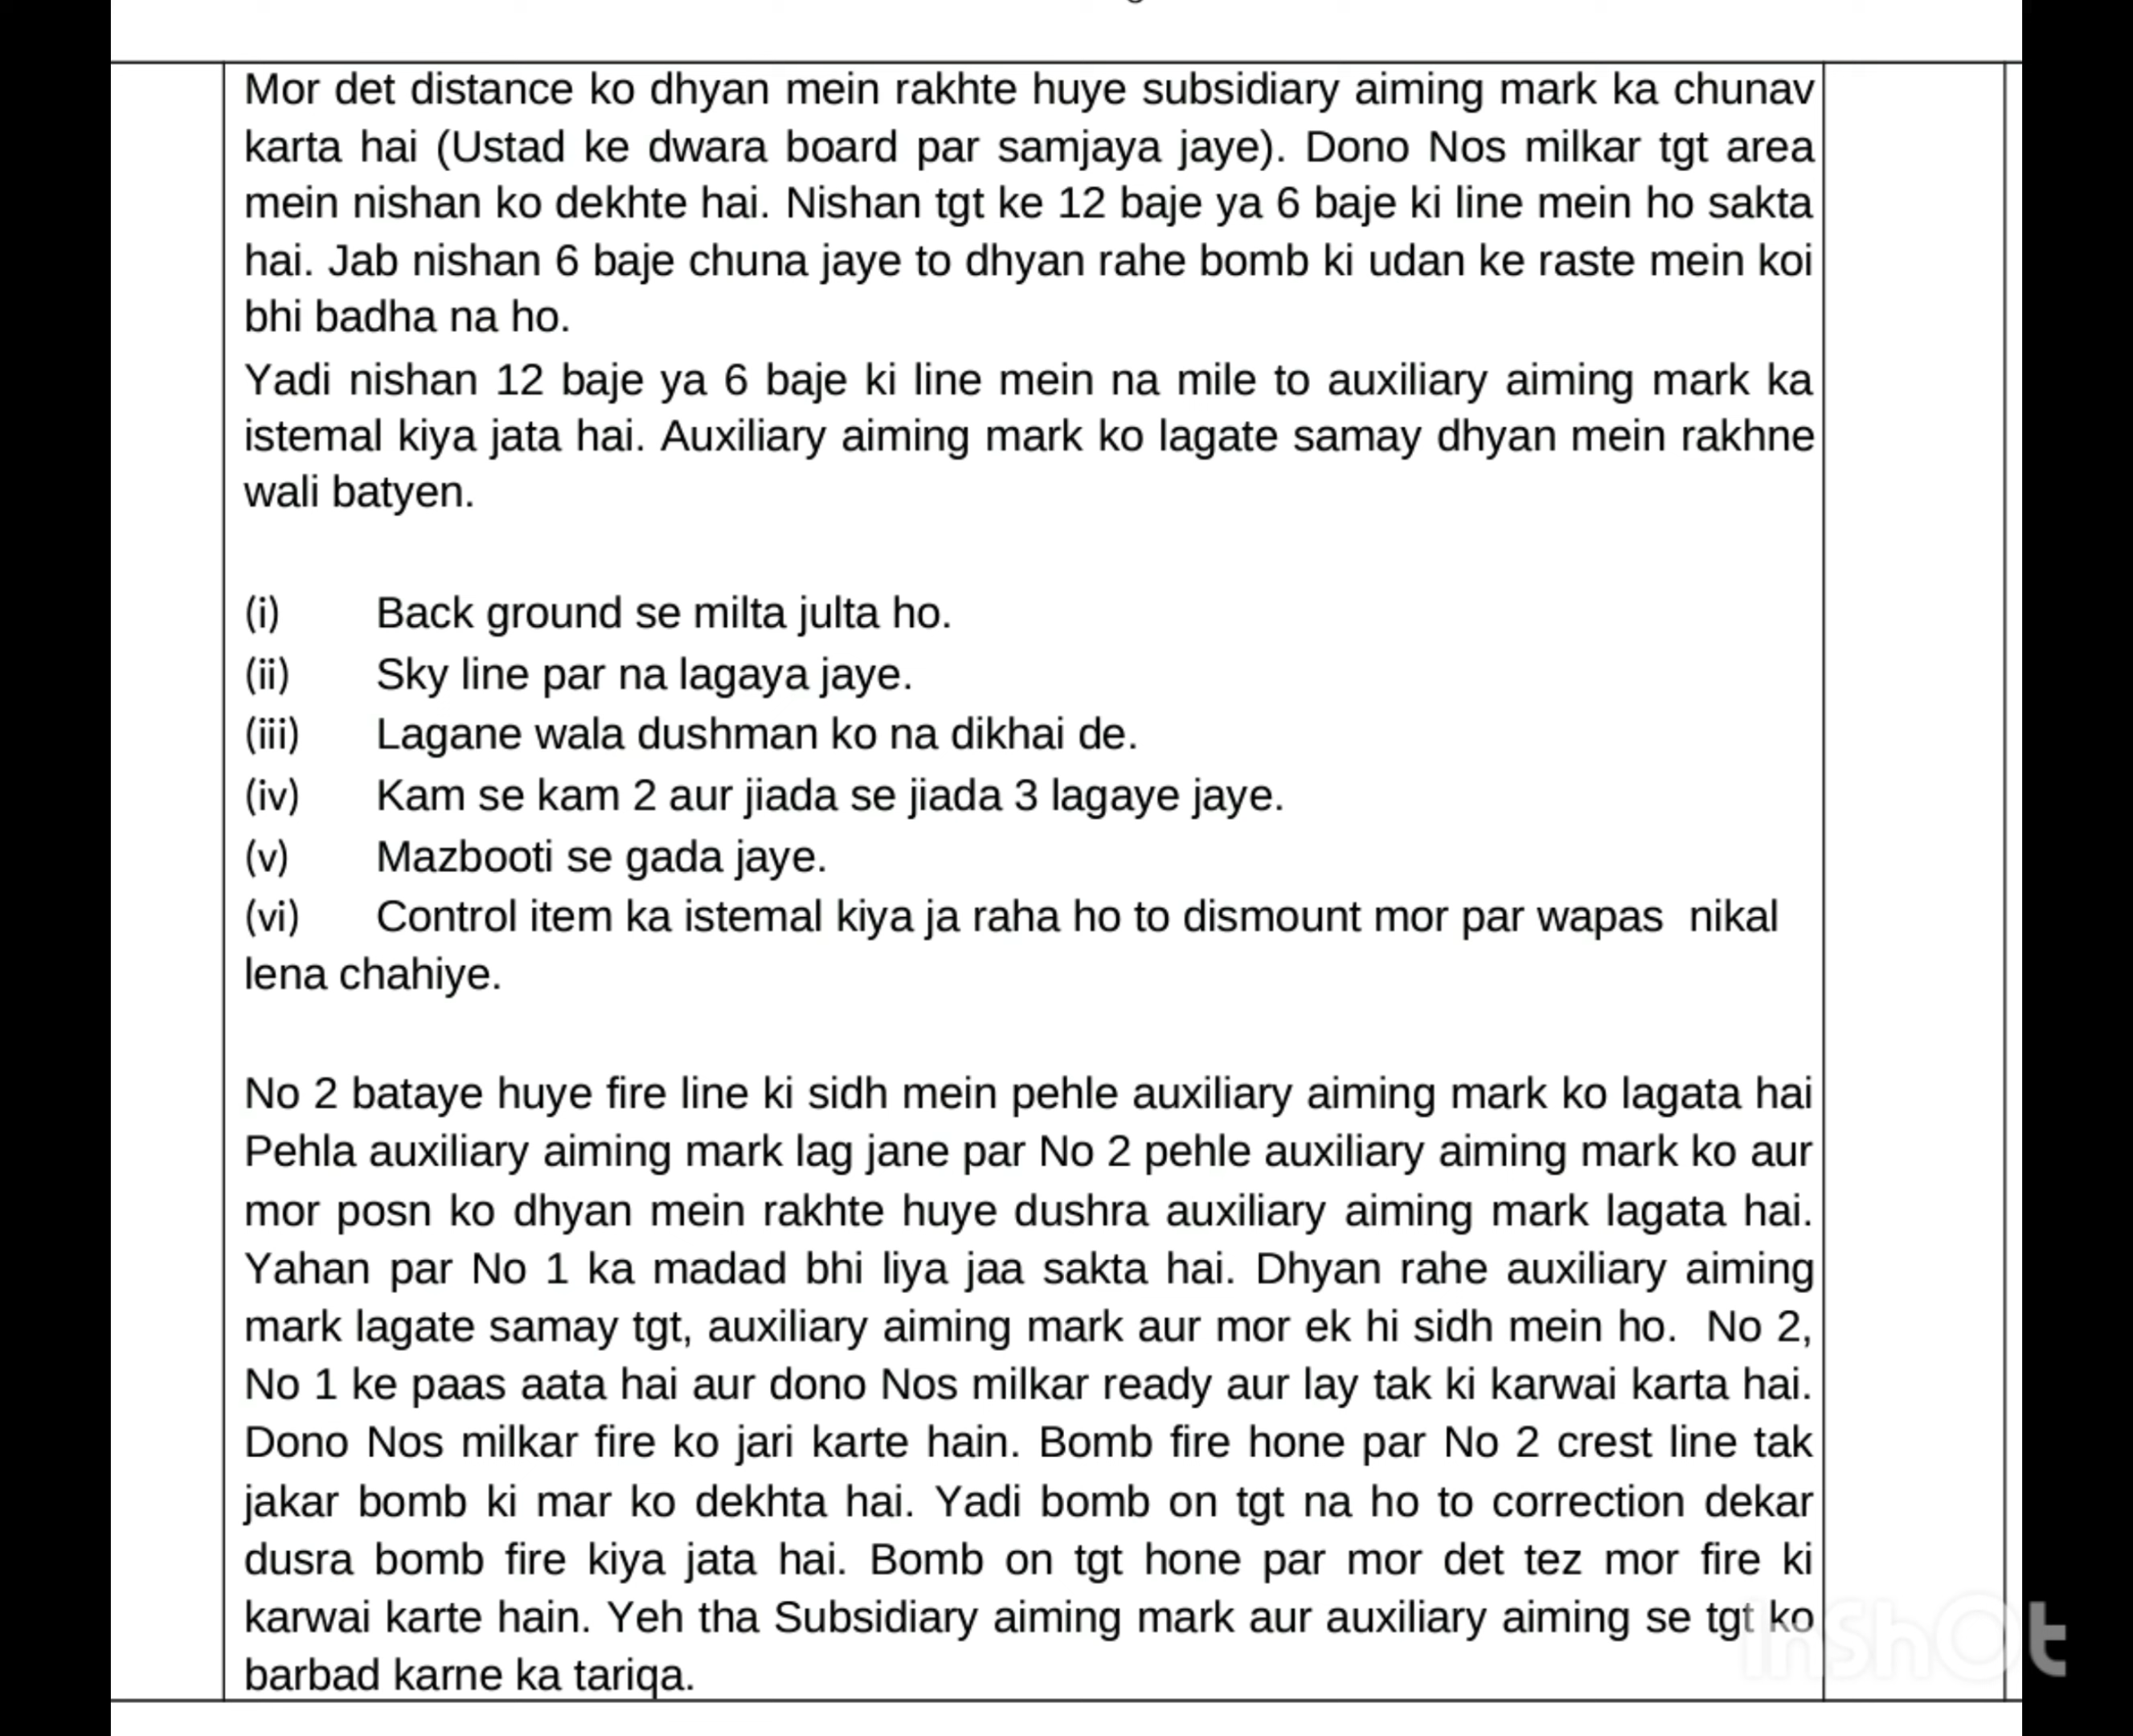 Mor det distance ko dhyan mein rakhte huye subsidiary aiming mark ka chunav
karta hai (Ustad ke dwara board par samjaya jaye). Dono Nos milkar tgt area
mein nishan ko dekhte hai. Nishan tgt ke 12 baje ya 6 baje ki line mein ho sakta
hai. Jab nishan 6 baje chuna jaye to dhyan rahe bomb ki udan ke raste mein koi
bhi badha na ho.
Yadi nishan 12 baje ya 6 baje ki line mein na mile to auxiliary aiming mark ka
istemal kiya jata hai. Auxiliary aiming mark ko lagate samay dhyan mein rakhne
wali batyen.
(i) Back ground se milta julta ho.
(ii) Sky line par na lagaya jaye.
(iii) Lagane wala dushman ko na dikhai de.
(iv) Kam se kam 2 aur jiada se jiada 3 lagaye jaye.
(v) Mazbooti se gada jaye.
(vi) Control item ka istemal kiya ja raha ho to dismount mor par wapas nikal
lena chahiye.
No 2 bataye huye fire line ki sidh mein pehle auxiliary aiming mark ko lagata hai
Pehla auxiliary aiming mark lag jane par No 2 pehle auxiliary aiming mark ko aur
mor posn ko dhyan mein rakhte huye dushra auxiliary aiming mark lagata hai.
Yahan par No 1 ka madad bhi liya jaa sakta hai. Dhyan rahe auxiliary aiming
mark lagate samay tgt, auxiliary aiming mark aur mor ek hi sidh mein ho. No 2,
No 1 ke paas aata hai aur dono Nos milkar ready aur lay tak ki karwai karta hai.
Dono Nos milkar fire ko jari karte hain. Bomb fire hone par No 2 crest line tak
jakar bomb ki mar ko dekhta hai. Yadi bomb on tgt na ho to correction dekar
dusra bomb fire kiya jata hai. Bomb on tgt hone par mor det tez mor fire ki
karwai karte hain. Yeh tha Subsidiary aiming mark aur auxiliary aiming se tgt ko
barbad karne ka tariqa.
InShOt